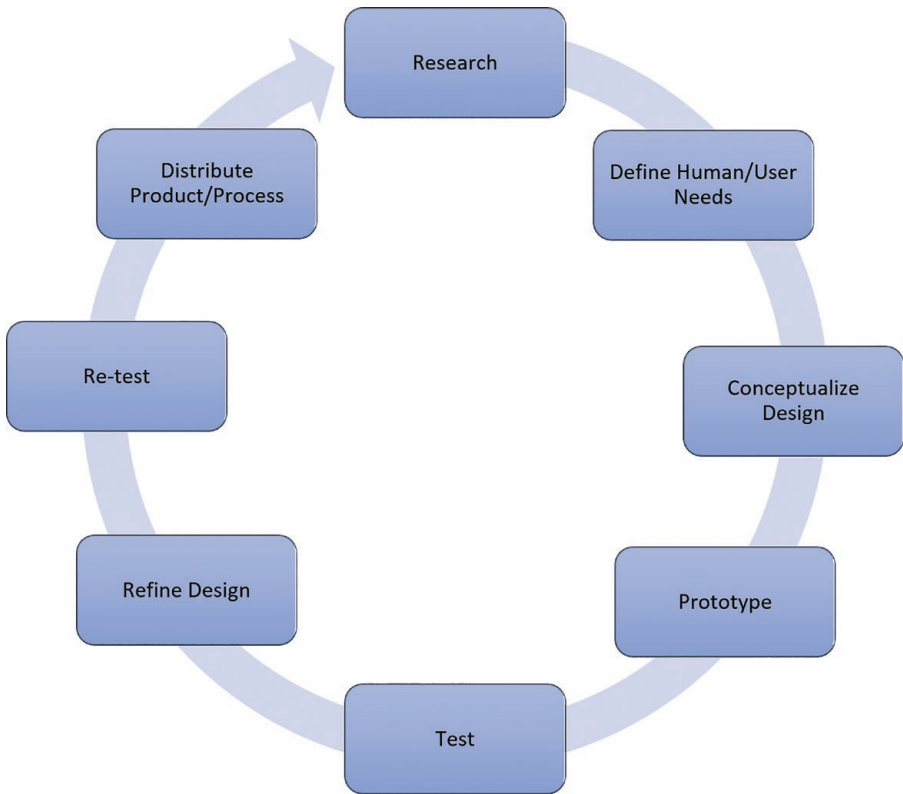 Research
Define Human/User
Needs
Conceptualize
Design
Prototype
Test
Refine Design
Re-test
Distribute
Product/Process